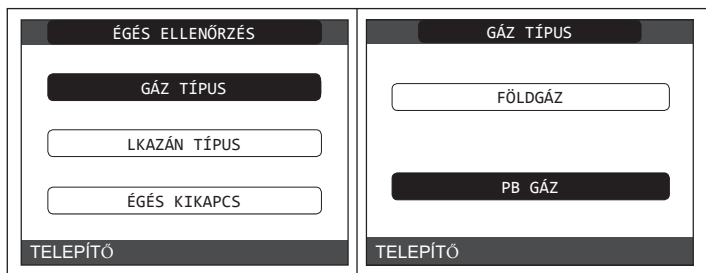 ÉGÉS ELLENŐRZÉS
GÁZ TÍPUS
LKAZÁN TÍPUS
ÉGÉS KIKAPCS
TELEPÍTŐ
GÁZ TÍPUS
FÖLDGÁZ
PB GÁZ
TELEPÍTŐ